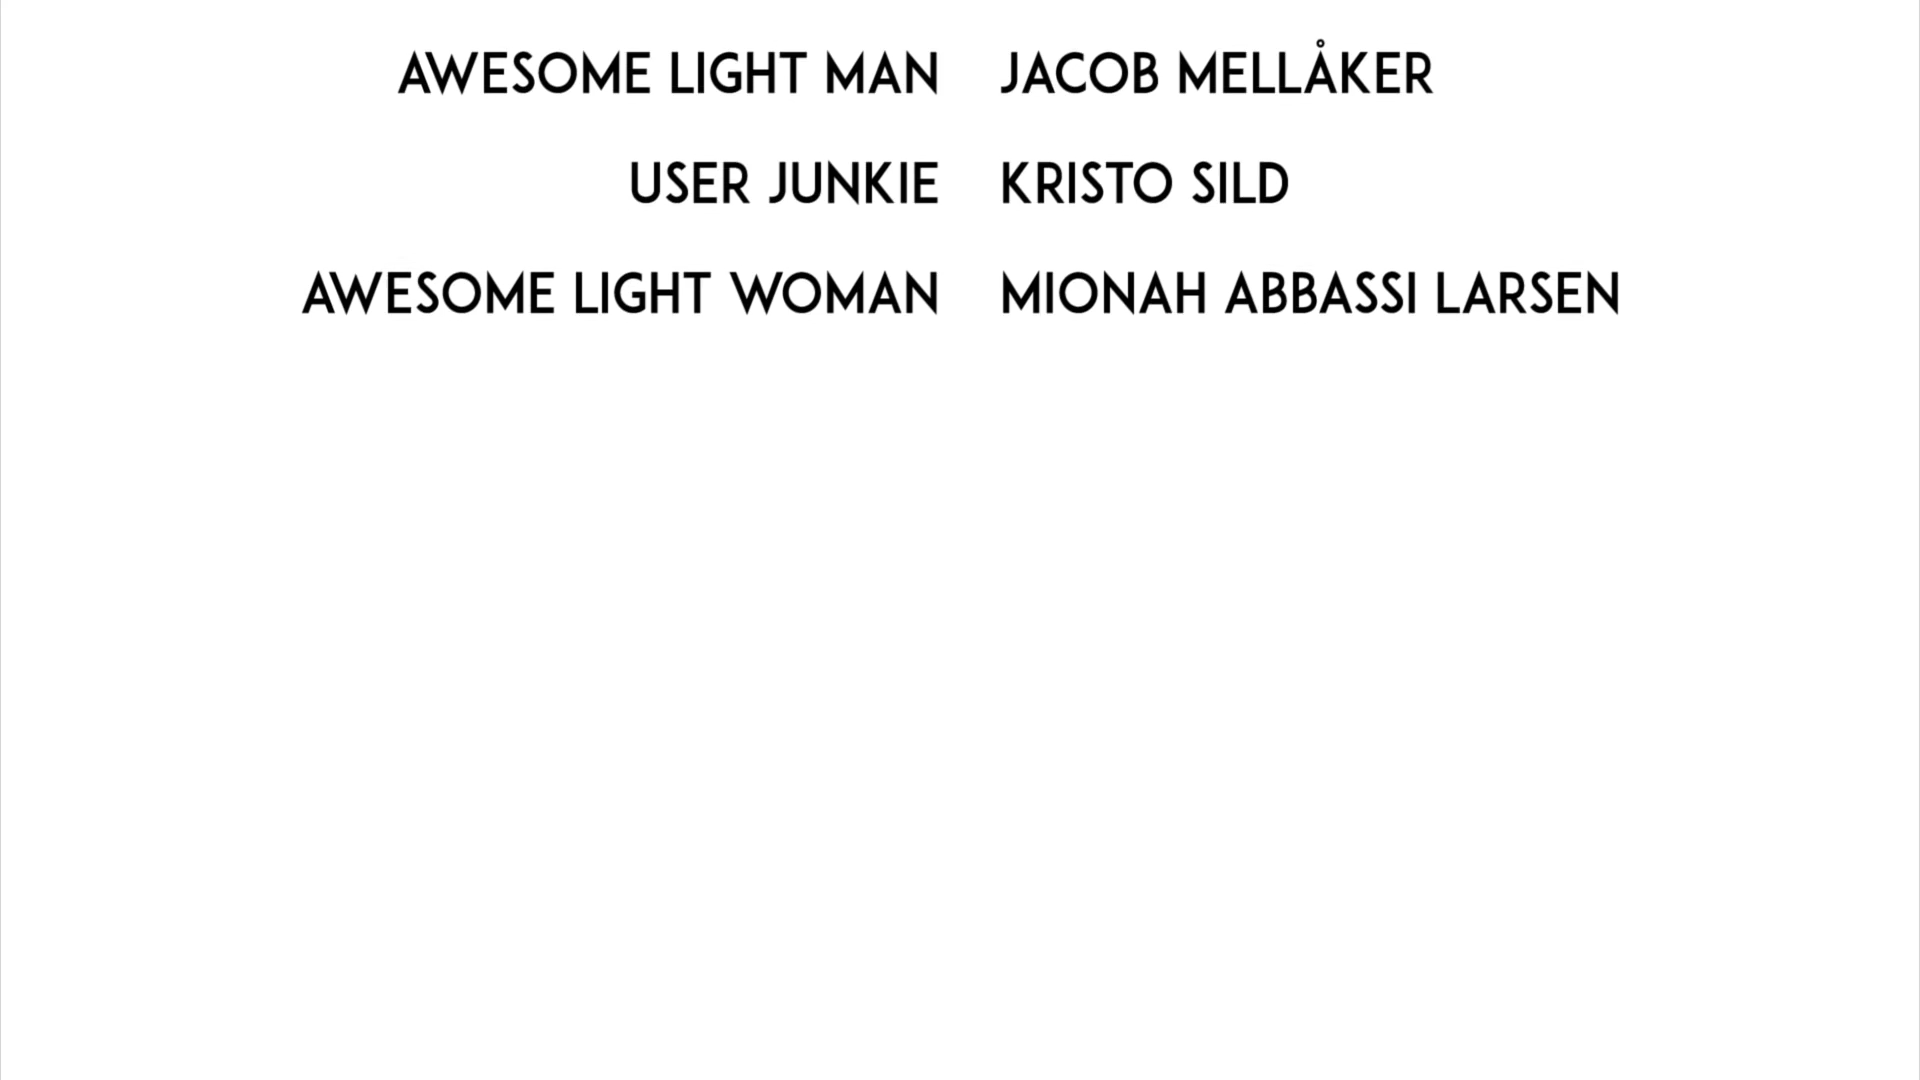 AWESOME LIGHT MAN JACOB MELLÅKER
USER JUNKIE KRISTO SILD
AWESOME LIGHT WOMAN MIONAH ABBASSI LARSEN